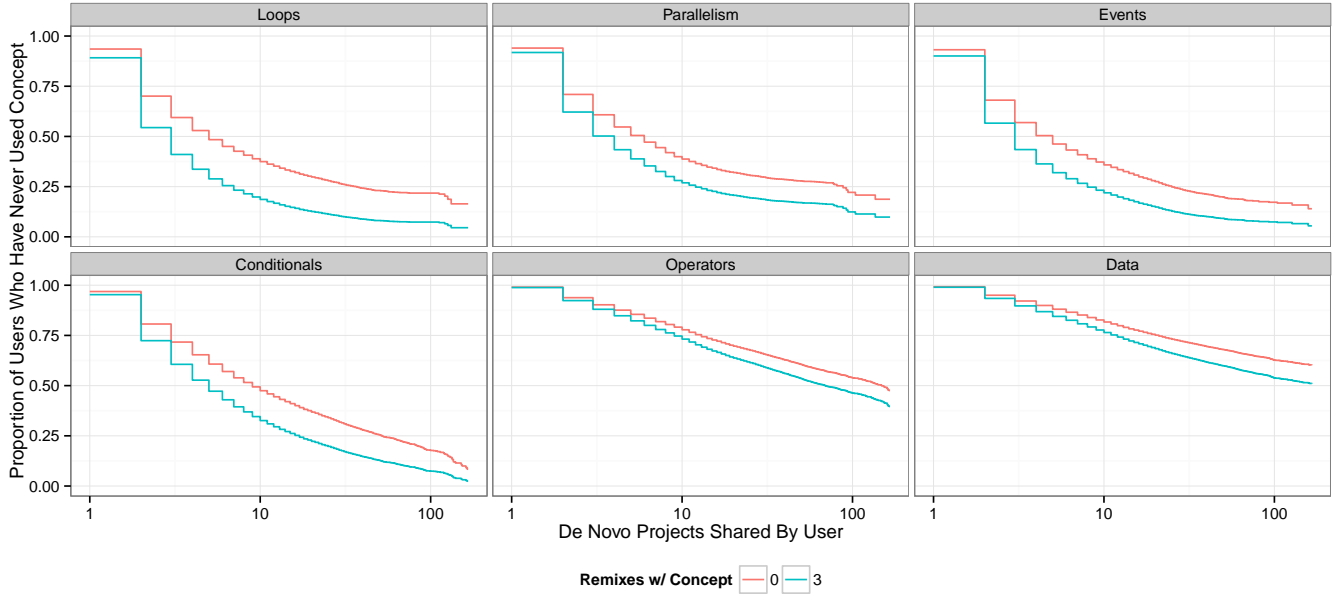 Loops Parallelism Events
1.00
0.75
0.50
0.25
0.00
Conditionals Operators Data
1.00
0.75
0.50
0.25
0.00
1 10 100 1 10 100 1 10 100
Proportion of Users Who Have Never Used Concept
De Novo Projects Shared By User
Remixes w/ Concept 0 3